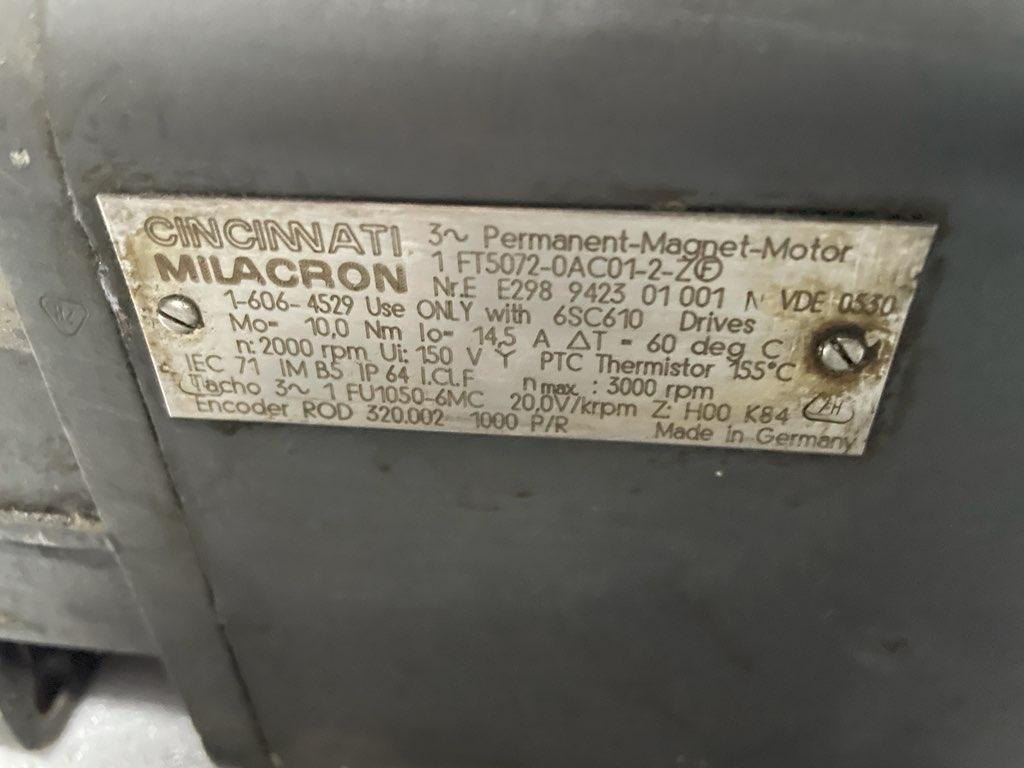 CINCINNATI
MILACRON
3~ Permanent-Magnet-Motor
1 FT5072-0AC01-2-Z Ⓕ
Nr.E E298 9423 01 001 N VDE 0530
1-606-4529 Use ONLY with 6SC610 Drives
Mo= 10,0 Nm Io= 14,5 A ΔT = 60 deg C
n: 2000 rpm Ui: 150 V Y PTC Thermistor 155°C
IEC 71 IM B5 IP 64 I.Cl.F nmax. : 3000 rpm
Tacho 3~ 1 FU1050-6MC 20,0V/krpm Z: H00 K84
Encoder ROD 320.002 1000 P/R Made in Germany